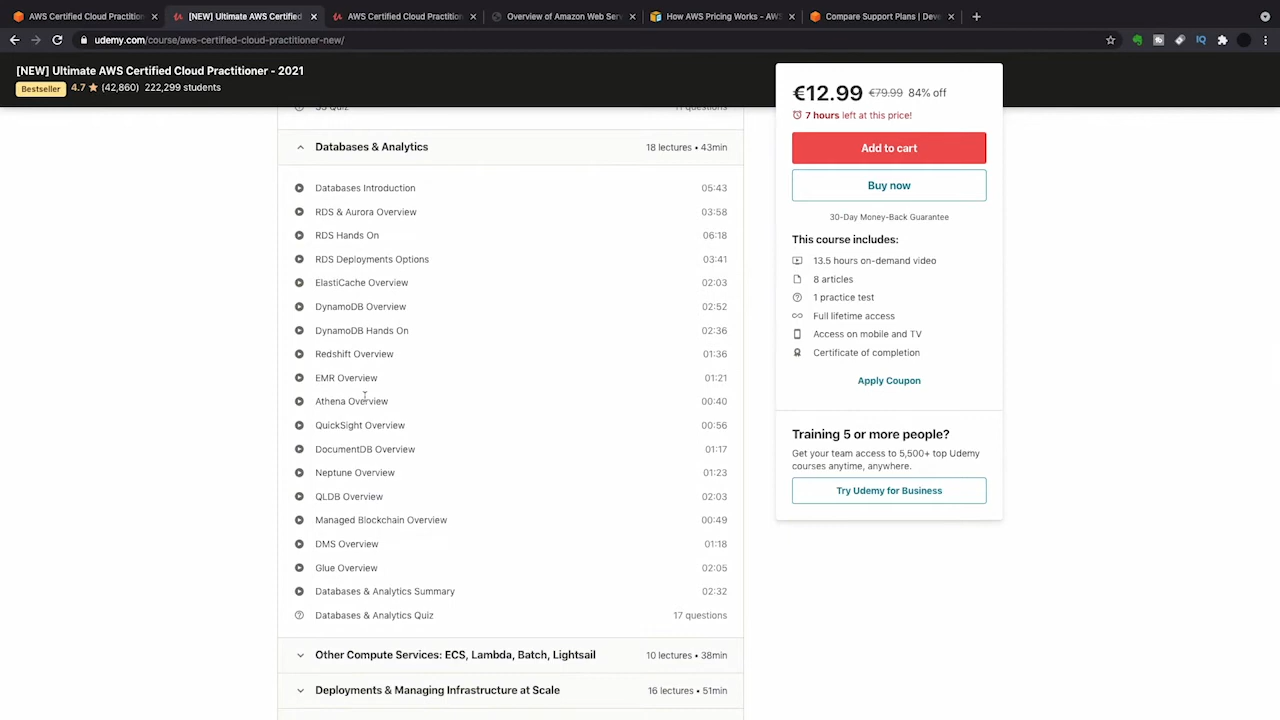 AWS Certified Cloud Practition
[NEW] Ultimate AWS Certified
AWS Certified Cloud Practition
Overview of Amazon Web Serv
How AWS Pricing Works - AWS
Compare Support Plans | Deve
udemy.com/course/aws-certified-cloud-practitioner-new/
[NEW] Ultimate AWS Certified Cloud Practitioner - 2021
Bestseller 4.7 (42,860) 222,299 students
17 questions
Databases & Analytics 18 lectures • 43min
Databases Introduction 05:43
RDS & Aurora Overview 03:58
RDS Hands On 06:18
RDS Deployments Options 03:41
ElastiCache Overview 02:03
DynamoDB Overview 02:52
DynamoDB Hands On 02:36
Redshift Overview 01:36
EMR Overview 01:21
Athena Overview 00:40
QuickSight Overview 00:56
DocumentDB Overview 01:17
Neptune Overview 01:23
QLDB Overview 02:03
Managed Blockchain Overview 00:49
DMS Overview 01:18
Glue Overview 02:05
Databases & Analytics Summary 02:32
Databases & Analytics Quiz 17 questions
Other Compute Services: ECS, Lambda, Batch, Lightsail 10 lectures • 38min
Deployments & Managing Infrastructure at Scale 16 lectures • 51min
€12.99 €79.99 84% off
7 hours left at this price!
Add to cart
Buy now
30-Day Money-Back Guarantee
This course includes:
13.5 hours on-demand video
8 articles
1 practice test
Full lifetime access
Access on mobile and TV
Certificate of completion
Apply Coupon
Training 5 or more people?
Get your team access to 5,500+ top Udemy
courses anytime, anywhere.
Try Udemy for Business